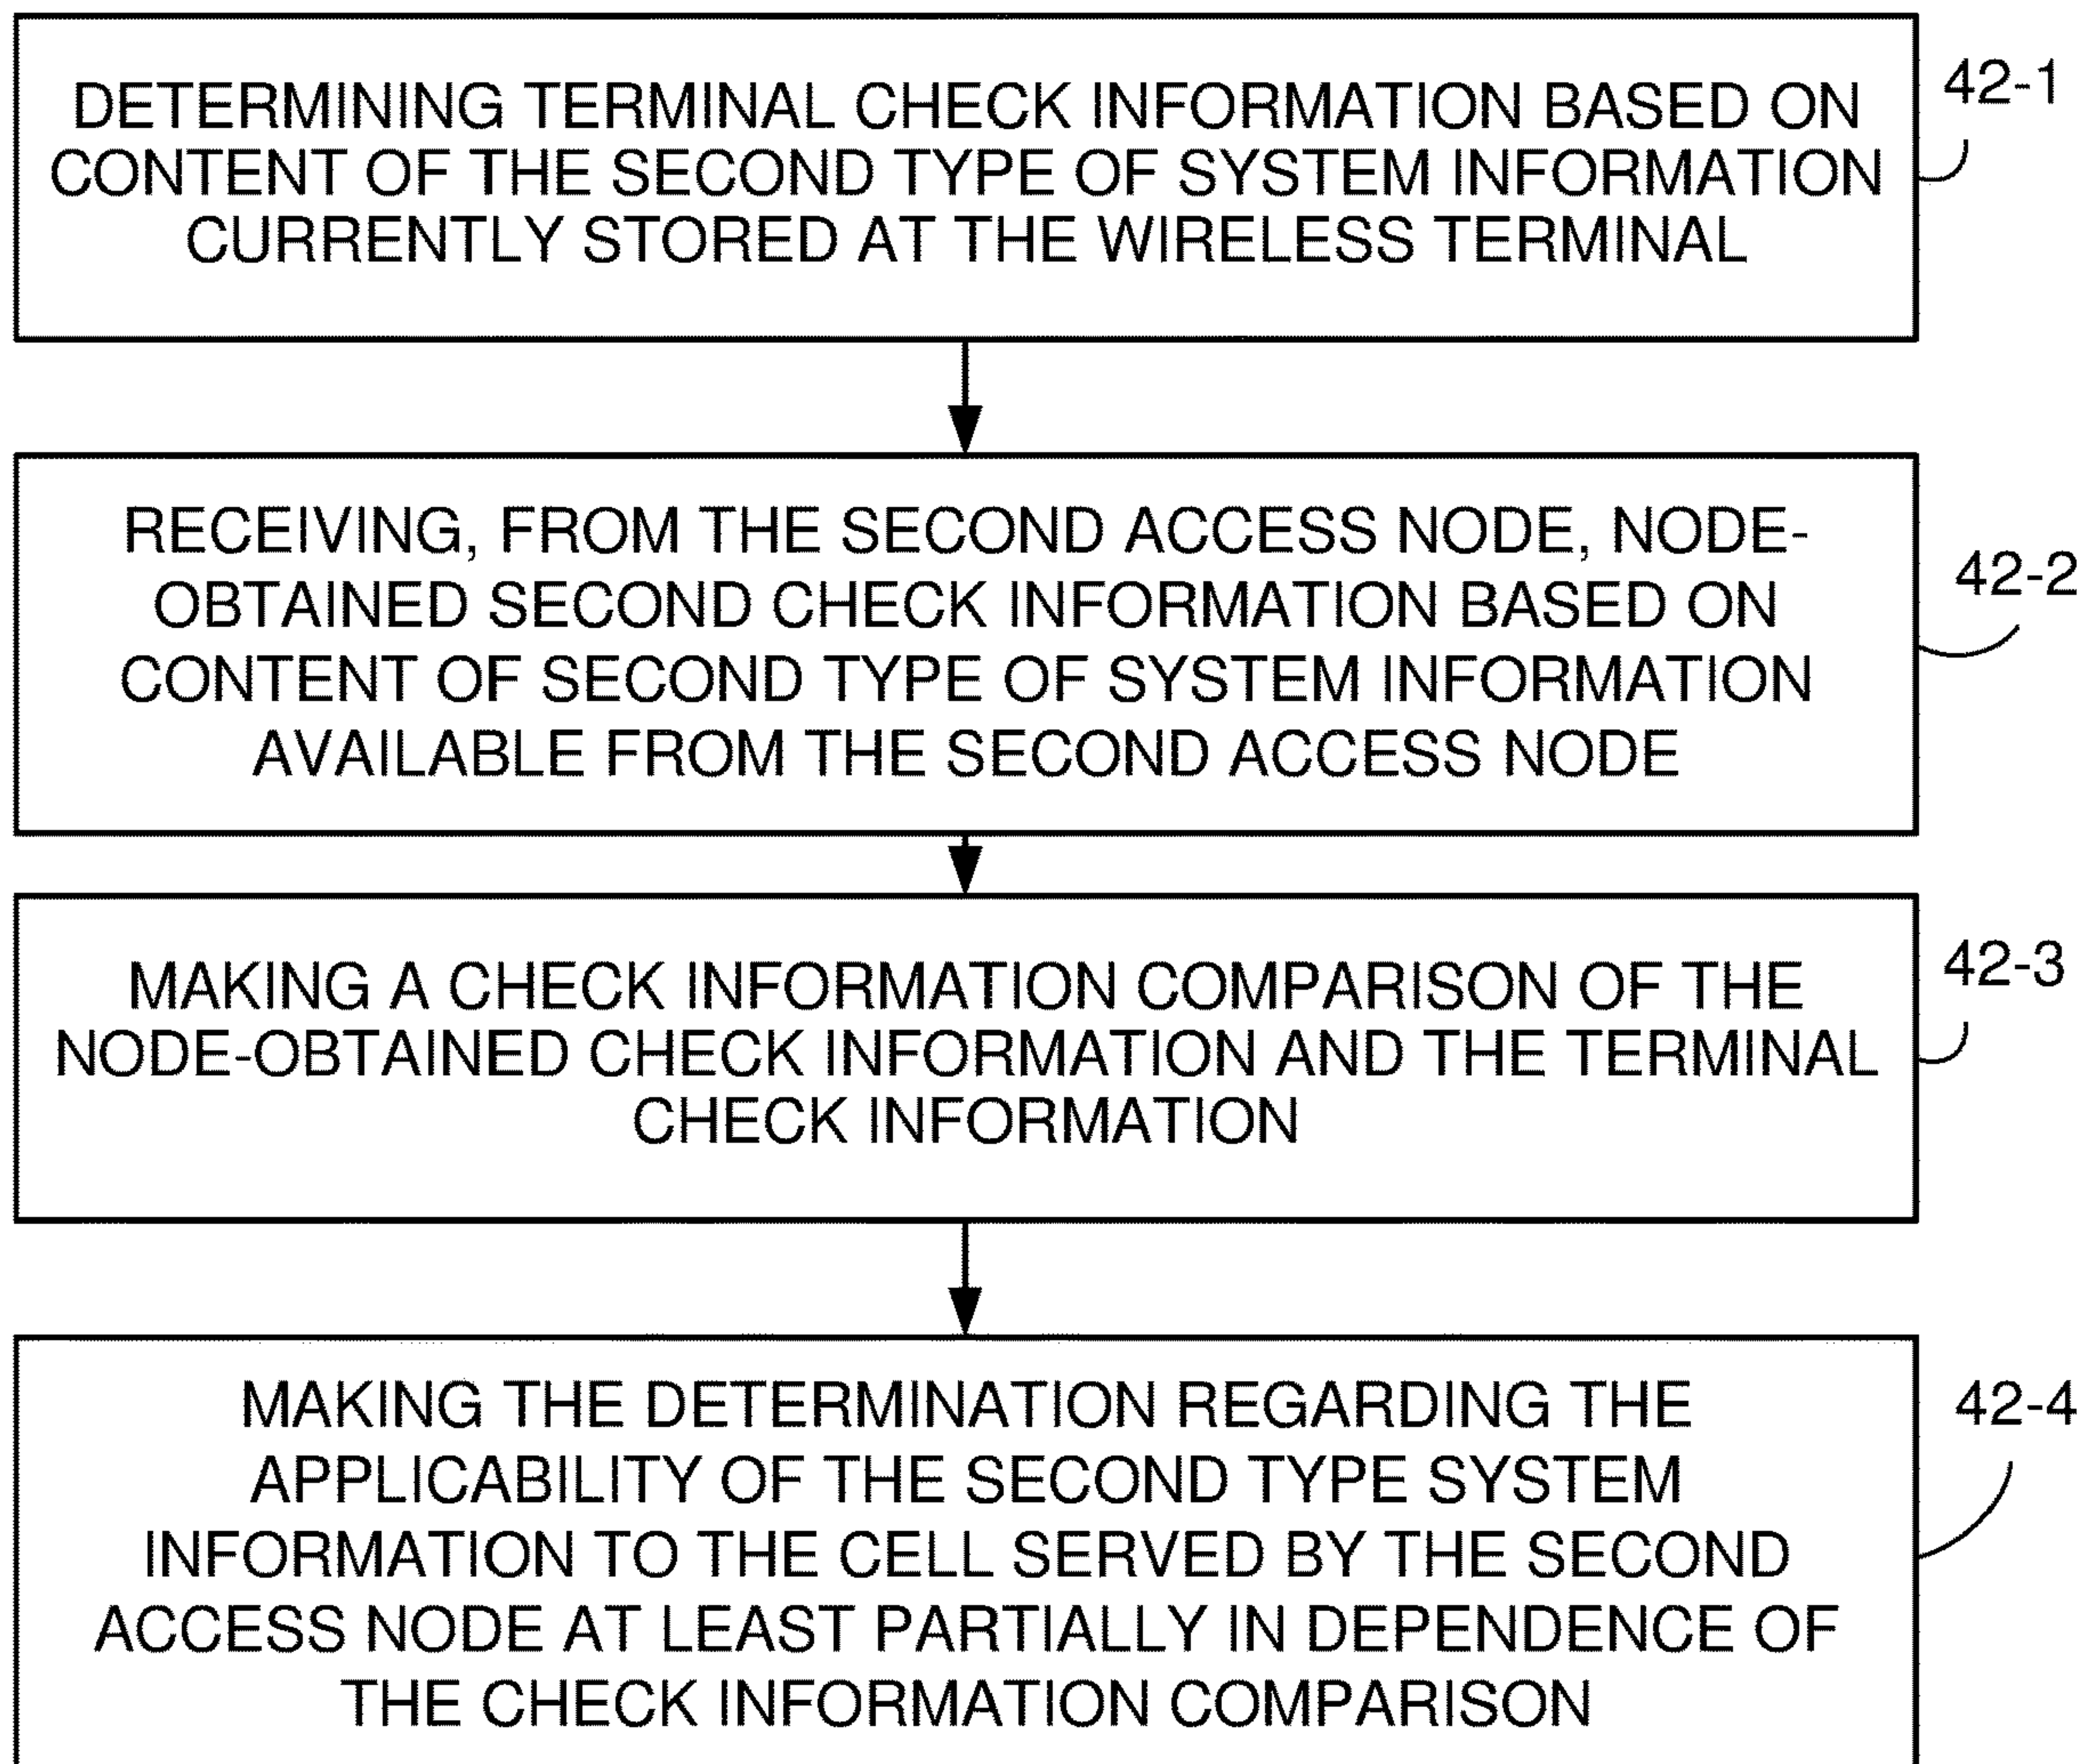 DETERMINING TERMINAL CHECK INFORMATION BASED ON
CONTENT OF THE SECOND TYPE OF SYSTEM INFORMATION
CURRENTLY STORED AT THE WIRELESS TERMINAL
42-1
RECEIVING, FROM THE SECOND ACCESS NODE, NODE-
OBTAINED SECOND CHECK INFORMATION BASED ON
CONTENT OF SECOND TYPE OF SYSTEM INFORMATION
AVAILABLE FROM THE SECOND ACCESS NODE
42-2
MAKING A CHECK INFORMATION COMPARISON OF THE
NODE-OBTAINED CHECK INFORMATION AND THE TERMINAL
CHECK INFORMATION
42-3
MAKING THE DETERMINATION REGARDING THE
APPLICABILITY OF THE SECOND TYPE SYSTEM
INFORMATION TO THE CELL SERVED BY THE SECOND
ACCESS NODE AT LEAST PARTIALLY IN DEPENDENCE OF
THE CHECK INFORMATION COMPARISON
42-4